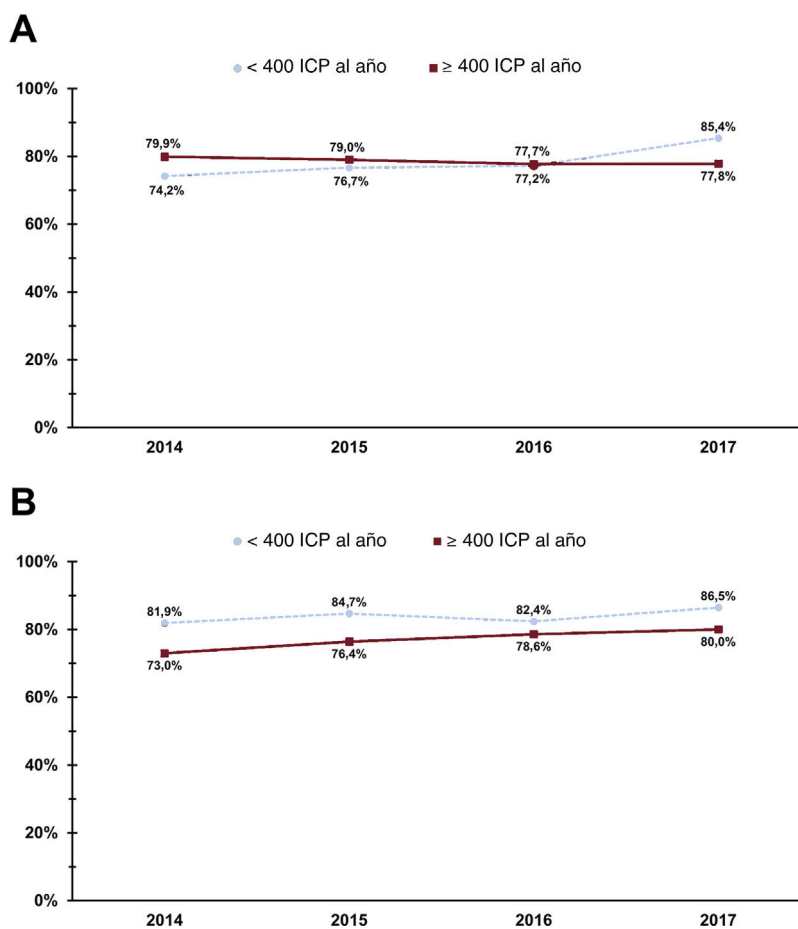 A
< 400 ICP al año ≥ 400 ICP al año
100%
80%
60%
40%
20%
0%
79,9% 79,0% 77,7% 85,4%
74,2% 76,7% 77,2% 77,8%
2014 2015 2016 2017
B
< 400 ICP al año ≥ 400 ICP al año
100%
80%
60%
40%
20%
0%
81,9% 84,7% 82,4% 86,5%
73,0% 76,4% 78,6% 80,0%
2014 2015 2016 2017